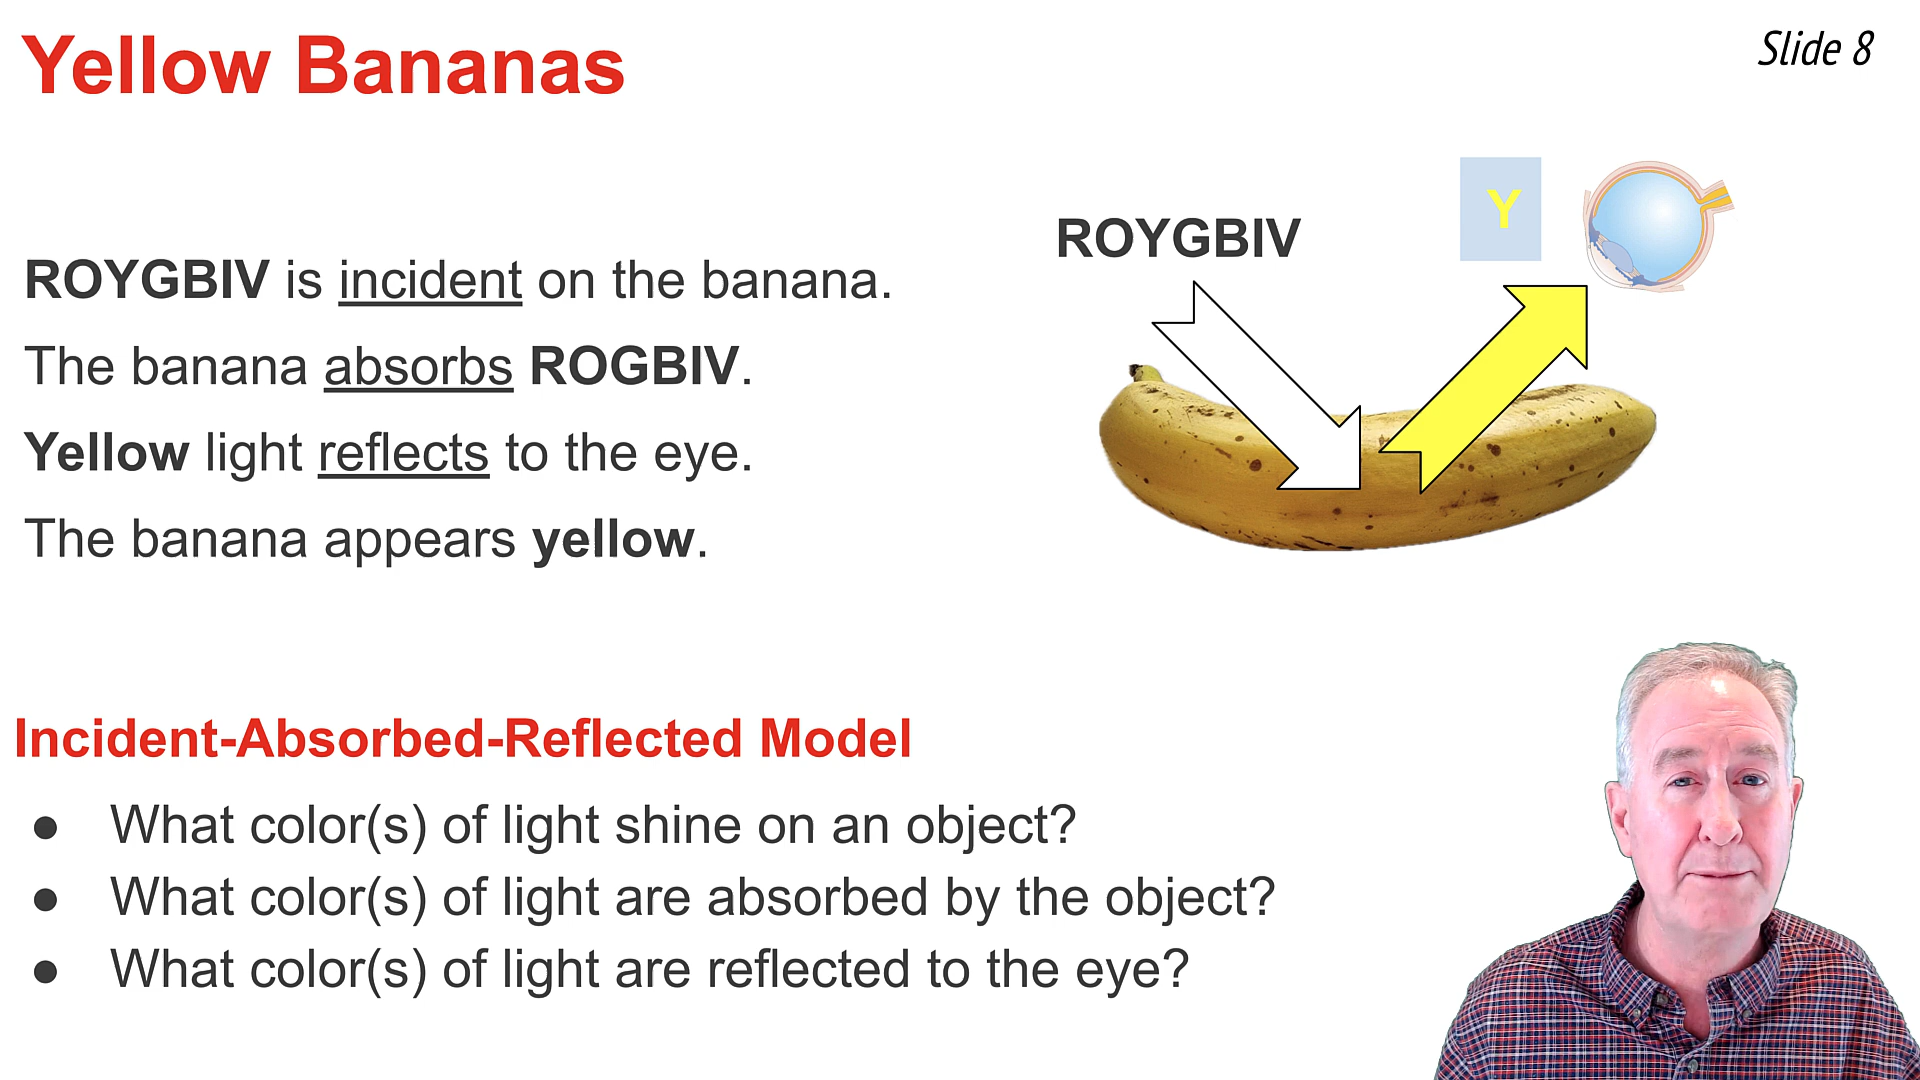 Yellow Bananas
Slide 8
ROYGBIV is incident on the banana.
The banana absorbs ROGBIV.
Yellow light reflects to the eye.
The banana appears yellow.
ROYGBIV
Y
Incident-Absorbed-Reflected Model
● What color(s) of light shine on an object?
● What color(s) of light are absorbed by the object?
● What color(s) of light are reflected to the eye?